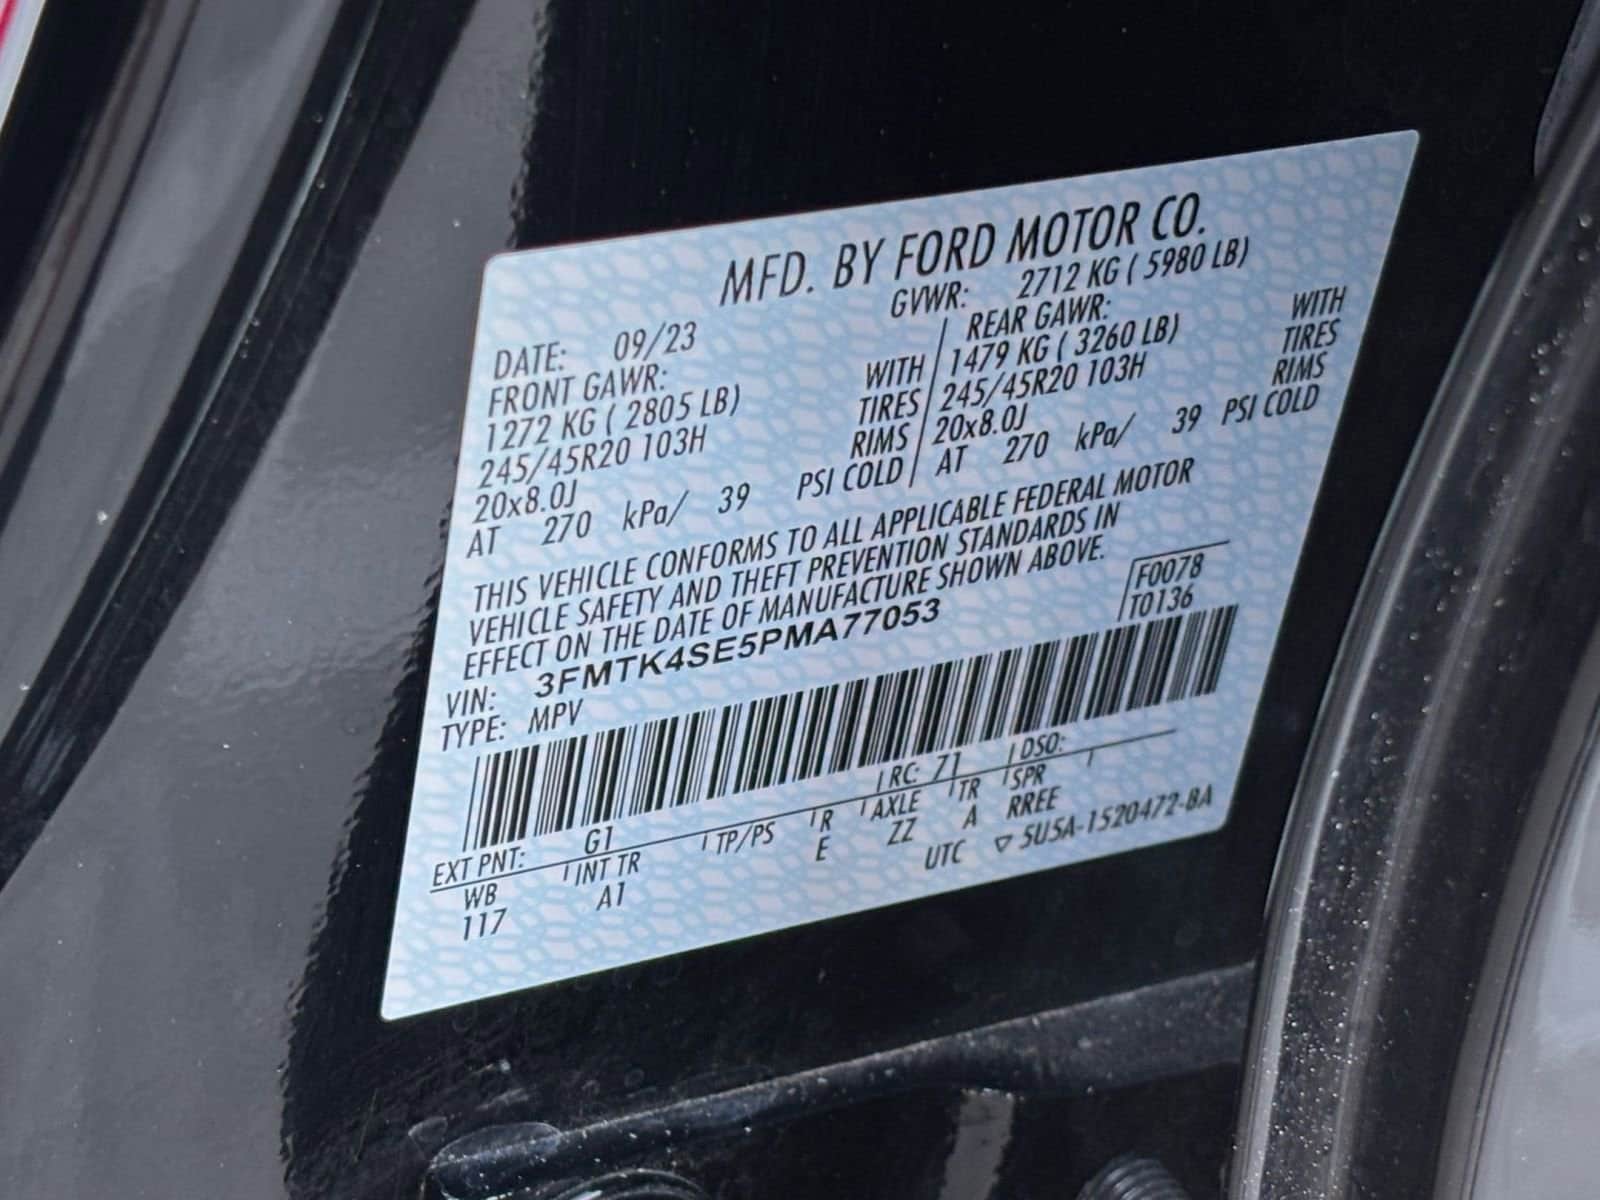 MFD. BY FORD MOTOR CO.
DATE: 09/23 GVWR: 2712 KG ( 5980 LB)
FRONT GAWR: REAR GAWR:
1272 KG ( 2805 LB) WITH 1479 KG ( 3260 LB) WITH
245/45R20 103H TIRES 245/45R20 103H TIRES
20x8.0J RIMS 20x8.0J RIMS
AT 270 kPa/ 39 PSI COLD AT 270 kPa/ 39 PSI COLD
THIS VEHICLE CONFORMS TO ALL APPLICABLE FEDERAL MOTOR
VEHICLE SAFETY AND THEFT PREVENTION STANDARDS IN
EFFECT ON THE DATE OF MANUFACTURE SHOWN ABOVE.
VIN: 3FMTK4SE5PMA77053 F0078
TYPE: MPV T0136
EXT PNT: G1 RC: 71 DSO:
WB INT TR TP/PS R AXLE TR SPR
117 A1 E ZZ A RREE
UTC ▽ 5U5A-1520472-BA